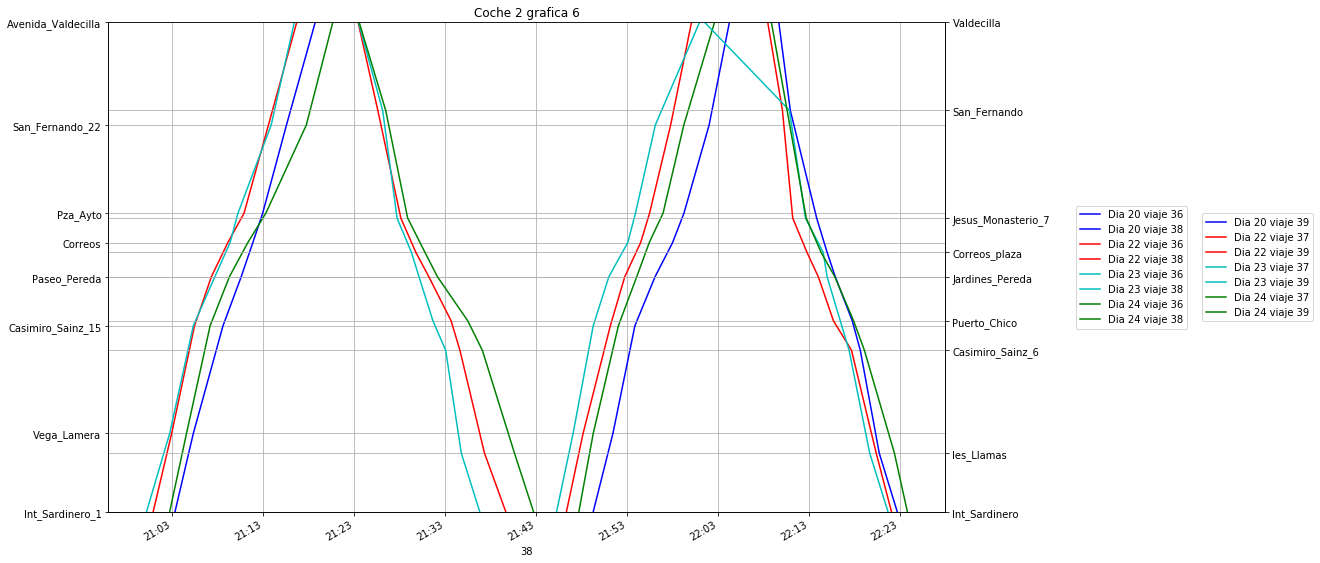 Coche 2 grafica 6
Avenida_Valdecilla
San_Fernando_22
Pza_Ayto
Correos
Paseo_Pereda
Casimiro_Sainz_15
Vega_Lamera
Int_Sardinero_1
Valdecilla
San_Fernando
Jesus_Monasterio_7
Correos_plaza
Jardines_Pereda
Puerto_Chico
Casimiro_Sainz_6
Ies_Llamas
Int_Sardinero
21:03
21:13
21:23
21:33
21:43
21:53
22:03
22:13
22:23
38
Dia 20 viaje 36
Dia 20 viaje 38
Dia 22 viaje 36
Dia 22 viaje 38
Dia 23 viaje 36
Dia 23 viaje 38
Dia 24 viaje 36
Dia 24 viaje 38
Dia 20 viaje 39
Dia 22 viaje 37
Dia 22 viaje 39
Dia 23 viaje 37
Dia 23 viaje 39
Dia 24 viaje 37
Dia 24 viaje 39